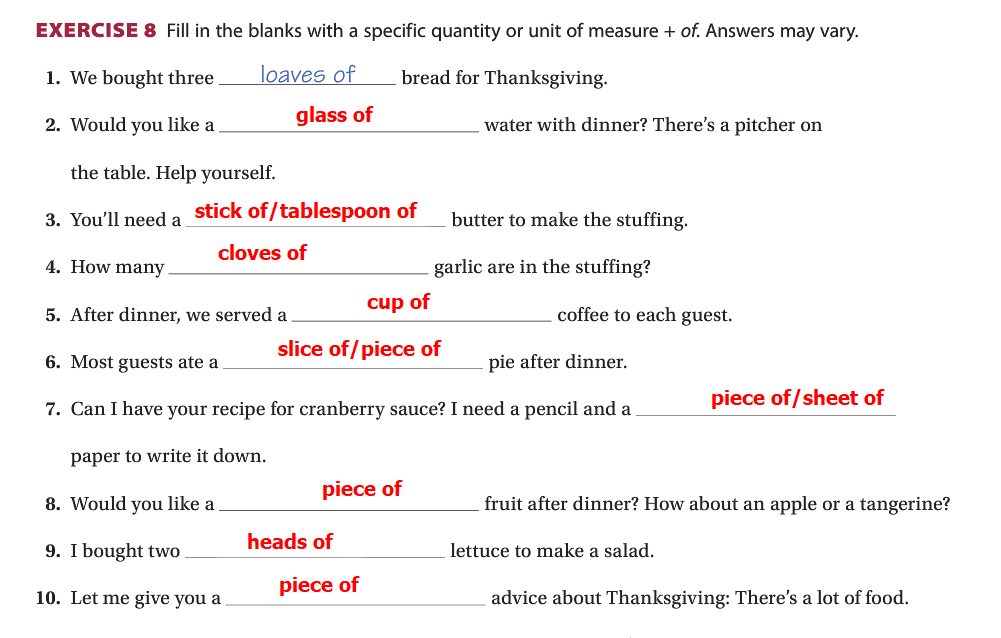 EXERCISE 8 Fill in the blanks with a specific quantity or unit of measure + of. Answers may vary.
1. We bought three loaves of bread for Thanksgiving.
2. Would you like a glass of water with dinner? There's a pitcher on
the table. Help yourself.
3. You'll need a stick of/tablespoon of butter to make the stuffing.
4. How many cloves of garlic are in the stuffing?
5. After dinner, we served a cup of coffee to each guest.
6. Most guests ate a slice of/piece of pie after dinner.
7. Can I have your recipe for cranberry sauce? I need a pencil and a piece of/sheet of
paper to write it down.
8. Would you like a piece of fruit after dinner? How about an apple or a tangerine?
9. I bought two heads of lettuce to make a salad.
10. Let me give you a piece of advice about Thanksgiving: There's a lot of food.